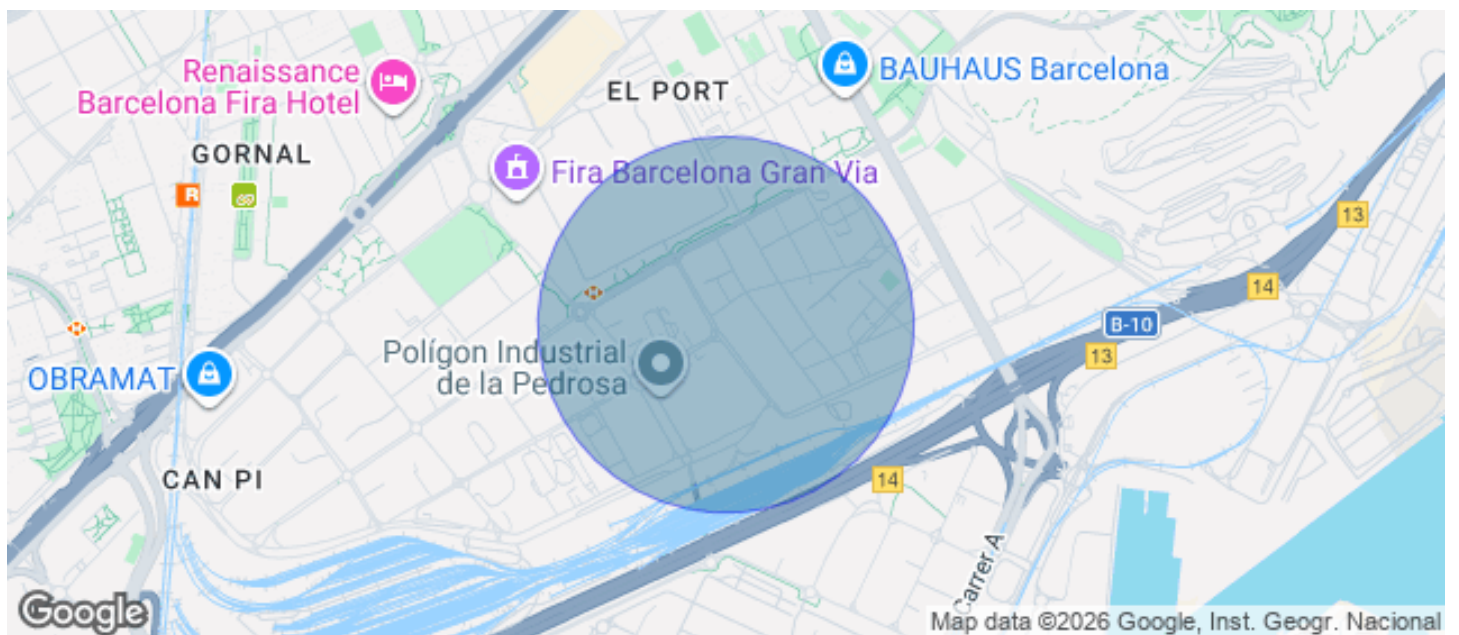 Renaissance
Barcelona Fira Hotel
EL PORT
BAUHAUS Barcelona
GORNAL
R
Fira Barcelona Gran Via
13
14
B-10
13
Polígon Industrial
de la Pedrosa
OBRAMAT
CAN PI
14
Carrer A
Google
Map data ©2026 Google, Inst. Geogr. Nacional